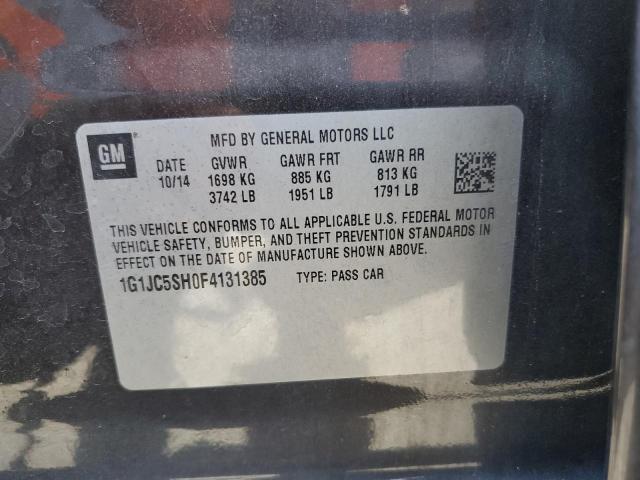 GM
MFD BY GENERAL MOTORS LLC
DATE GVWR GAWR FRT GAWR RR
10/14 1698 KG 885 KG 813 KG
3742 LB 1951 LB 1791 LB
THIS VEHICLE CONFORMS TO ALL APPLICABLE U.S. FEDERAL MOTOR
VEHICLE SAFETY, BUMPER, AND THEFT PREVENTION STANDARDS IN
EFFECT ON THE DATE OF MANUFACTURE SHOWN ABOVE.
1G1JC5SH0F4131385 TYPE: PASS CAR